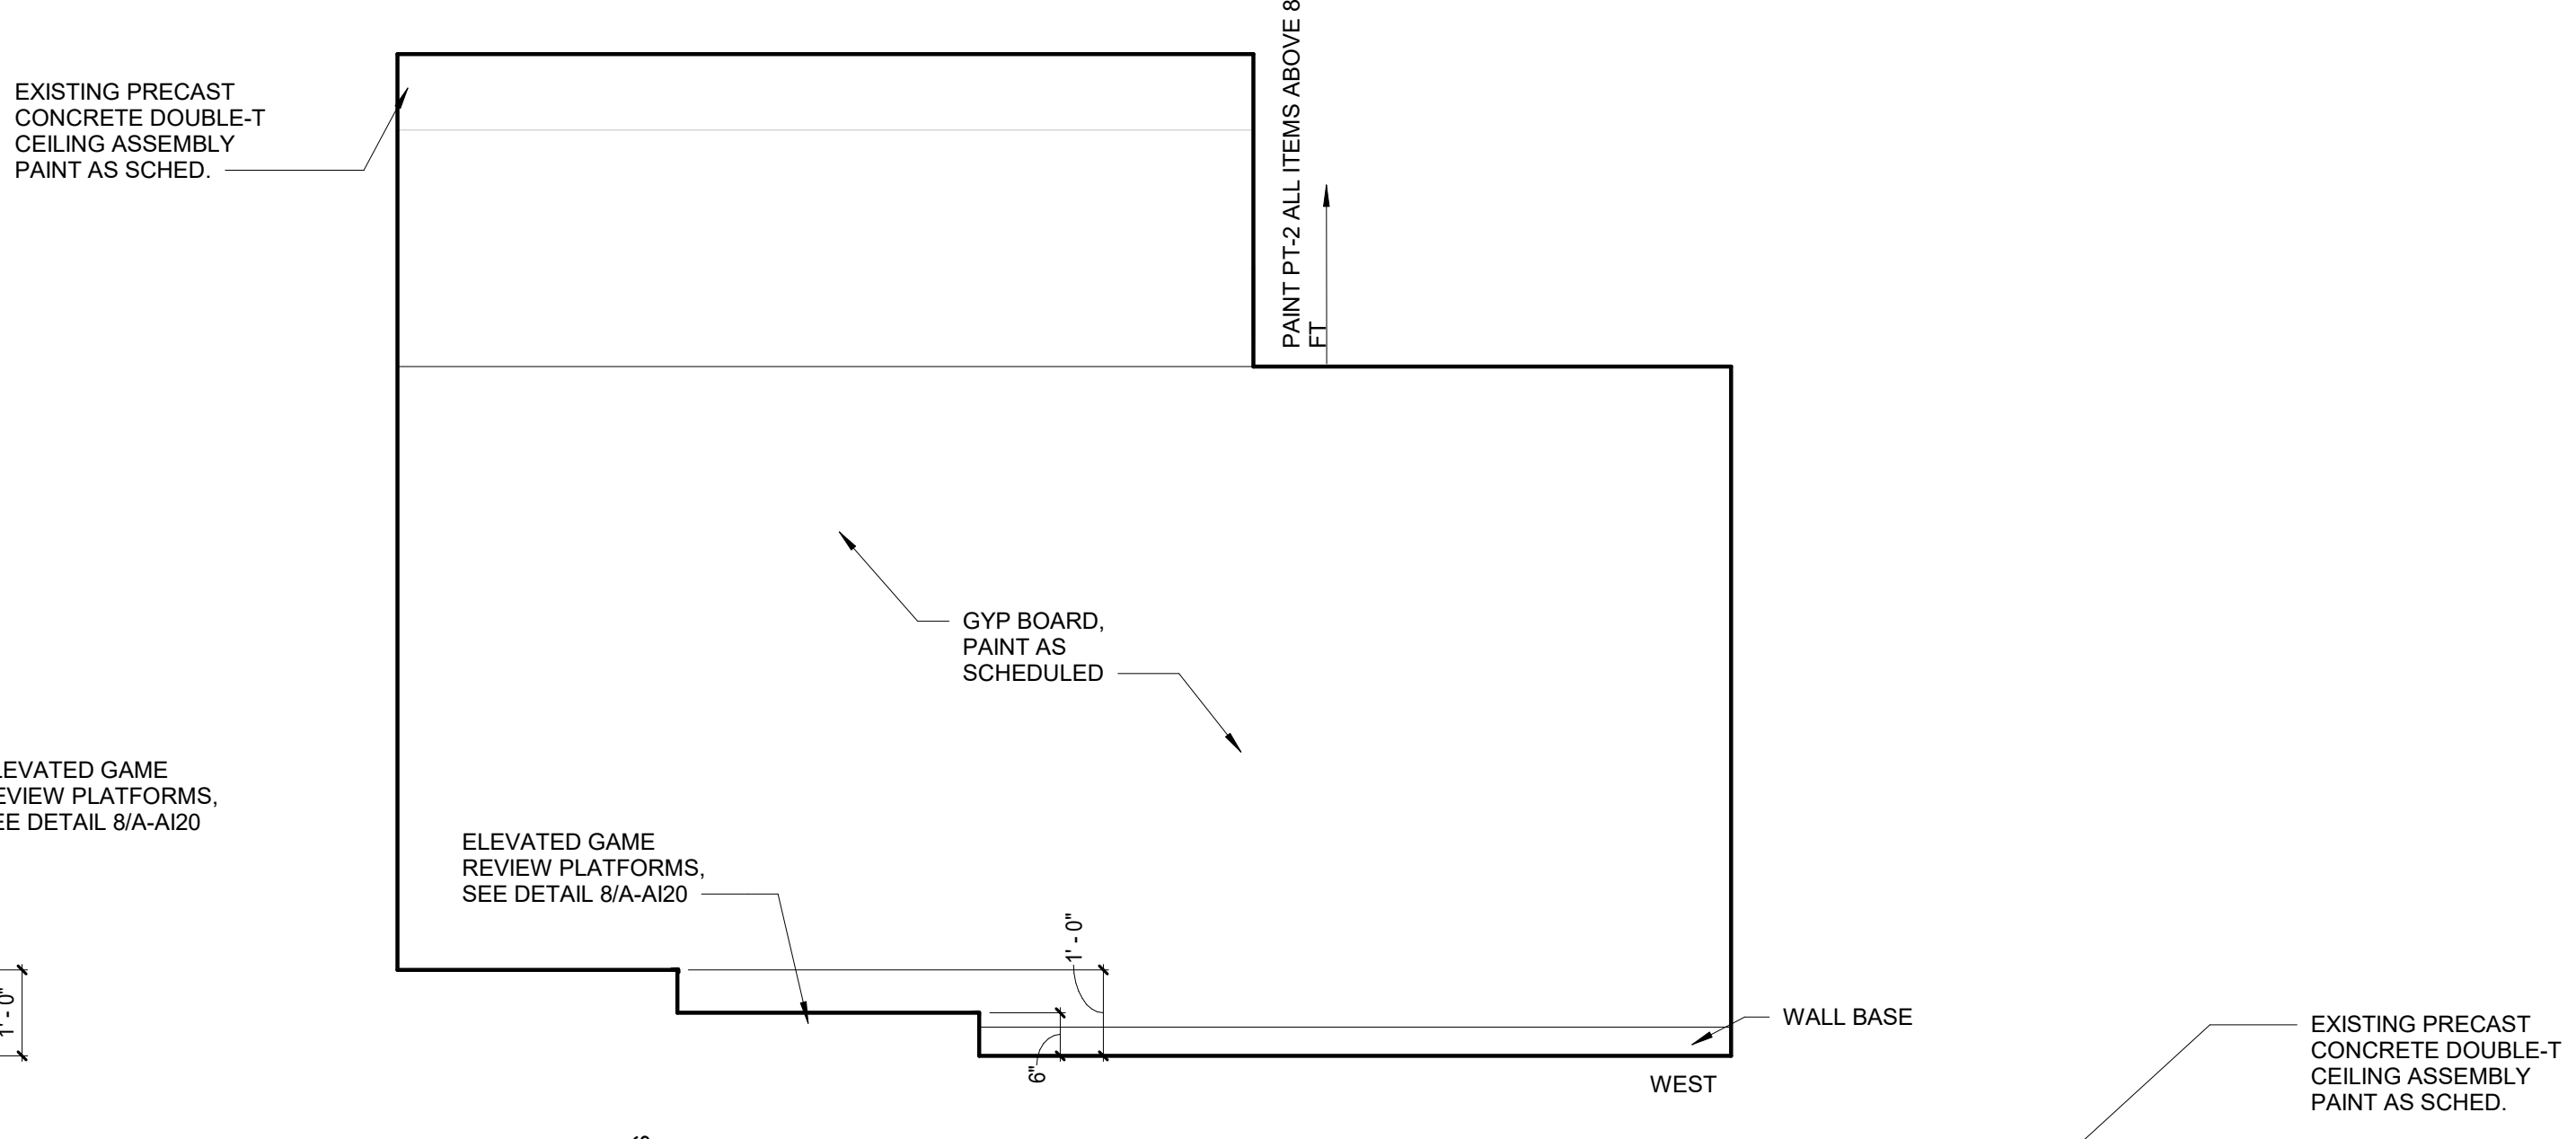 EXISTING PRECAST
CONCRETE DOUBLE-T
CEILING ASSEMBLY
PAINT AS SCHED.
PAINT PT-2 ALL ITEMS ABOVE 8
FT
GYP BOARD,
PAINT AS
SCHEDULED
LEVATED GAME
EVIEW PLATFORMS,
EE DETAIL 8/A-AI20
ELEVATED GAME
REVIEW PLATFORMS,
SEE DETAIL 8/A-AI20
1' - 0"
1' - 0"
6"
WALL BASE
WEST
EXISTING PRECAST
CONCRETE DOUBLE-T
CEILING ASSEMBLY
PAINT AS SCHED.